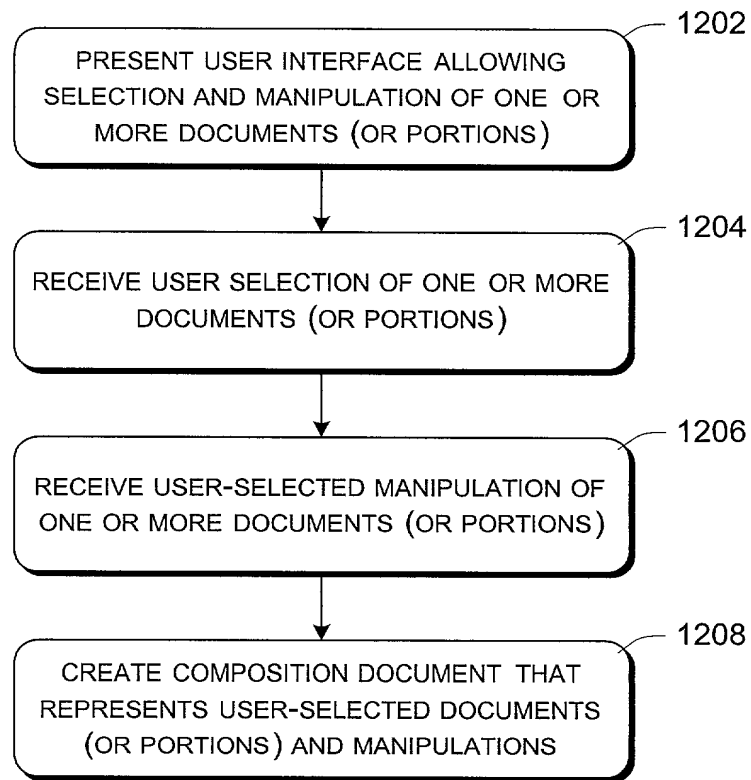 1202
PRESENT USER INTERFACE ALLOWING
SELECTION AND MANIPULATION OF ONE OR
MORE DOCUMENTS (OR PORTIONS)
1204
RECEIVE USER SELECTION OF ONE OR MORE
DOCUMENTS (OR PORTIONS)
1206
RECEIVE USER-SELECTED MANIPULATION OF
ONE OR MORE DOCUMENTS (OR PORTIONS)
1208
CREATE COMPOSITION DOCUMENT THAT
REPRESENTS USER-SELECTED DOCUMENTS
(OR PORTIONS) AND MANIPULATIONS